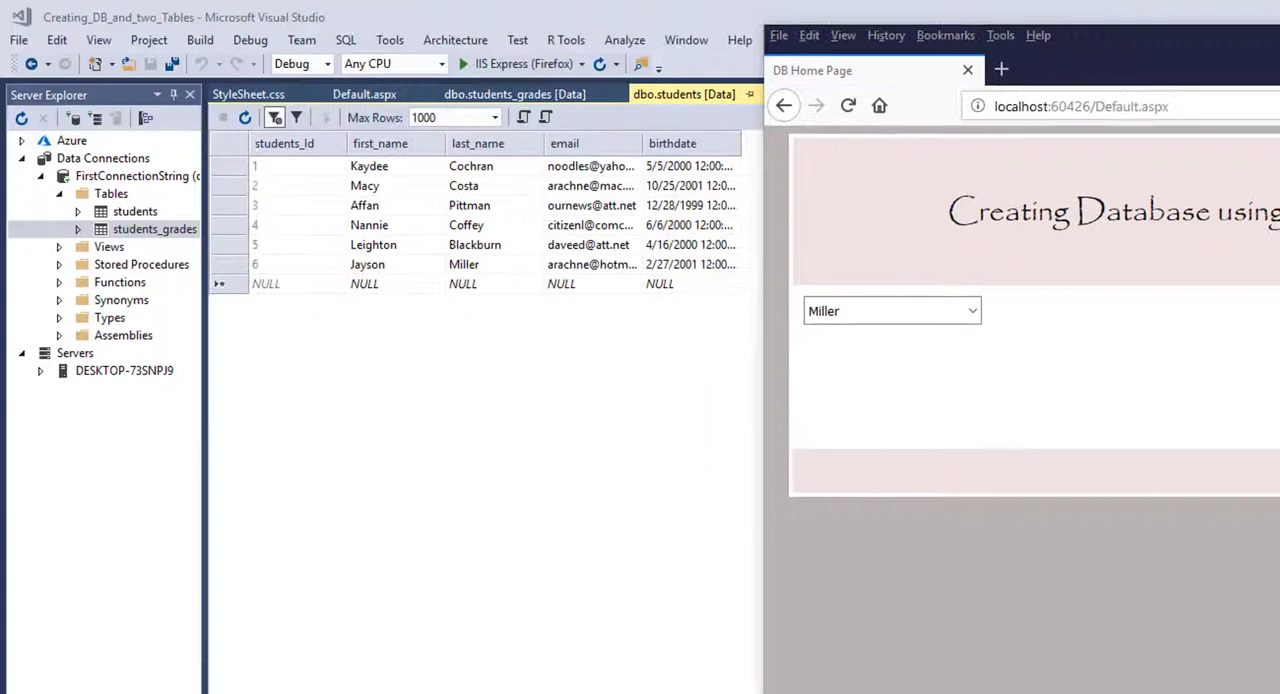 Creating_DB_and_two_Tables - Microsoft Visual Studio
File Edit View Project Build Debug Team SQL Tools Architecture Test R Tools Analyze Window Help
Debug Any CPU IIS Express (Firefox)
Server Explorer
Azure
Data Connections
FirstConnectionString (c
Tables
students
students_grades
Views
Stored Procedures
Functions
Synonyms
Types
Assemblies
Servers
DESKTOP-73SNPJ9
StyleSheet.css Default.aspx dbo.students_grades [Data] dbo.students [Data]
Max Rows: 1000
students_Id first_name last_name email birthdate
1 Kaydee Cochran noodles@yaho... 5/5/2000 12:00:...
2 Macy Costa arachne@mac.... 10/25/2001 12:0...
3 Affan Pittman ournews@att.net 12/28/1999 12:0...
4 Nannie Coffey citizenl@comc... 6/6/2000 12:00:...
5 Leighton Blackburn daveed@att.net 4/16/2000 12:00...
6 Jayson Miller arachne@hotm... 2/27/2001 12:00...
NULL NULL NULL NULL NULL
File Edit View History Bookmarks Tools Help
DB Home Page
localhost:60426/Default.aspx
Creating Database using
Miller